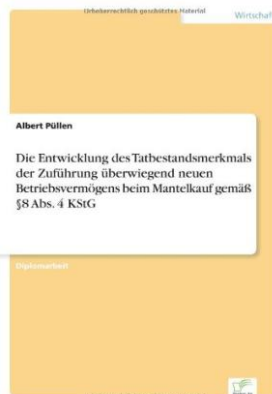 Urheberrechtlich geschütztes Material
Wirtschaf
Albert Püllen
Die Entwicklung des Tatbestandsmerkmals
der Zuführung überwiegend neuen
Betriebsvermögens beim Mantelkauf gemäß
§8 Abs. 4 KStG
Diplomarbeit